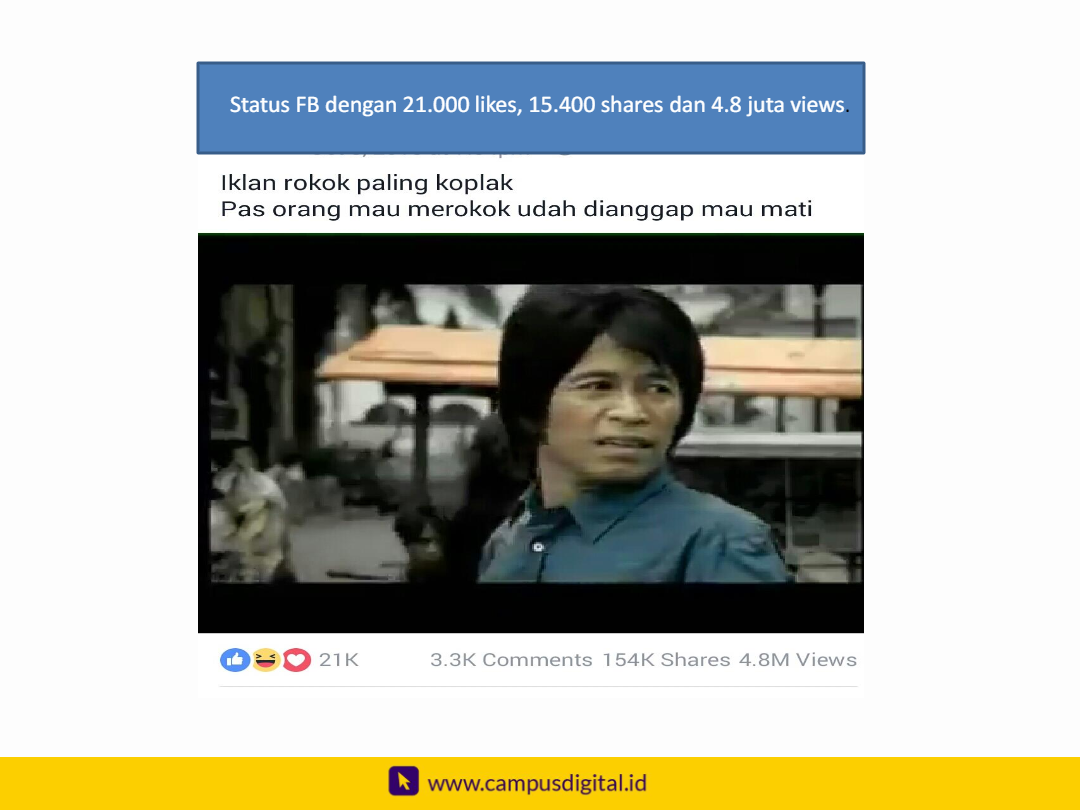 Status FB dengan 21.000 likes, 15.400 shares dan 4.8 juta views.
Iklan rokok paling koplak
Pas orang mau merokok udah dianggap mau mati
21K 3.3K Comments 154K Shares 4.8M Views
www.campusdigital.id